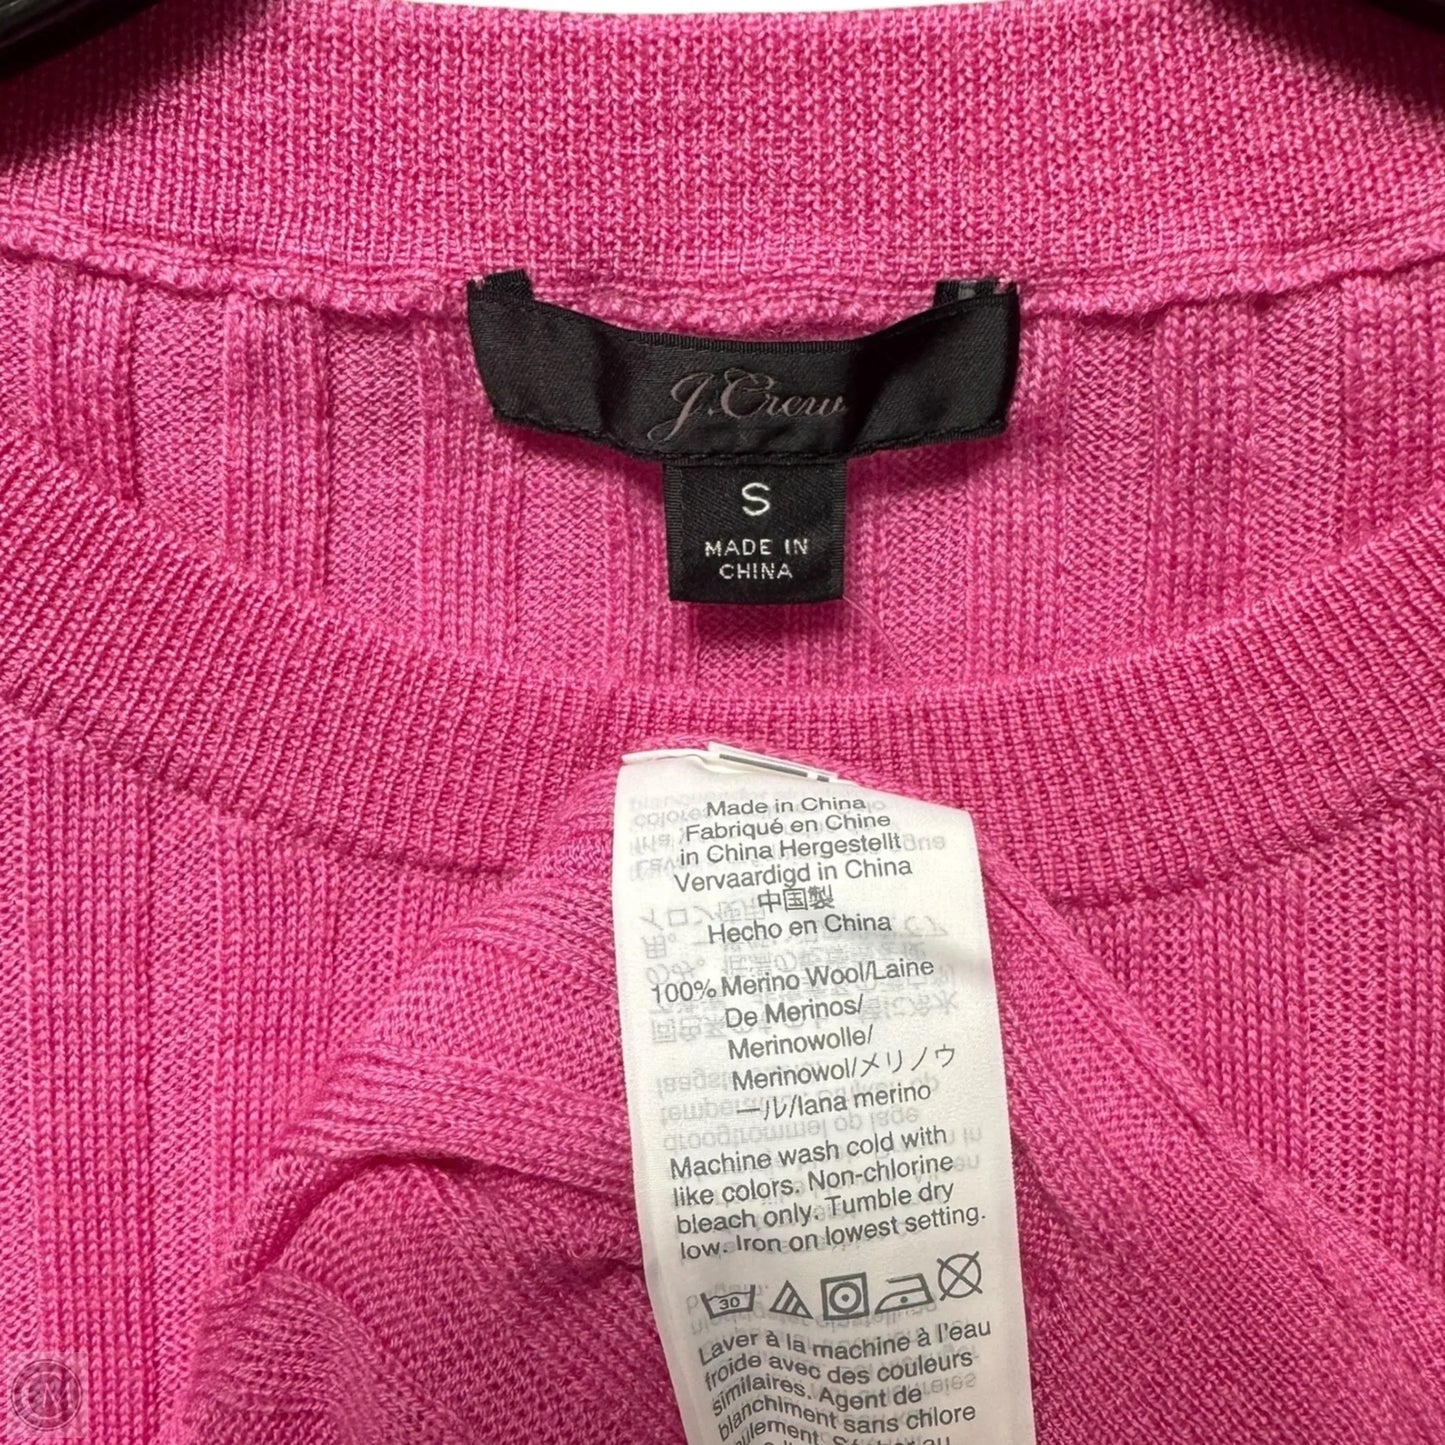 J.Crew
S
MADE IN
CHINA
Made in China
Fabriqué en Chine
in China Hergestellt
Vervaardigd in China
中国製
Hecho en China
100% Merino Wool/Laine
De Merinos/
Merinowolle/
Merinowol/メリノウ
ール/lana merino
Machine wash cold with
like colors. Non-chlorine
bleach only. Tumble dry
low. Iron on lowest setting.
30
Laver à la machine à l'eau
froide avec des couleurs
similaires. Agent de
blanchiment sans chlore